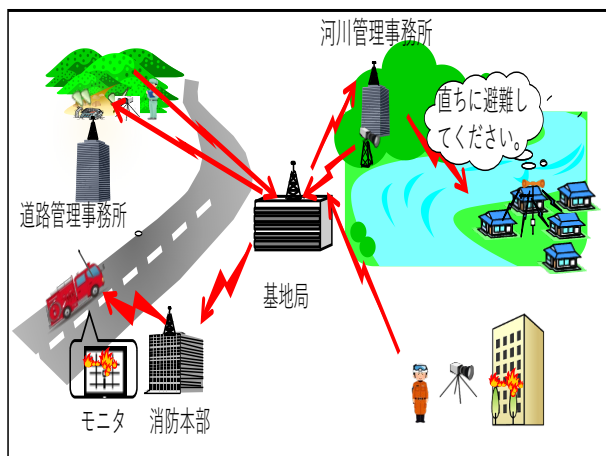 河川管理事務所
直ちに避難し
てください。
道路管理事務所
基地局
モニタ
消防本部